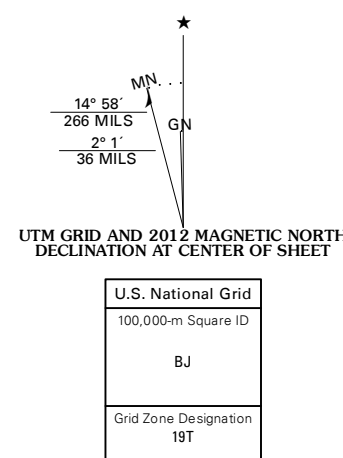 ★
MN
14° 58´
266 MILS
GN
2° 1´
36 MILS
UTM GRID AND 2012 MAGNETIC NORTH
DECLINATION AT CENTER OF SHEET
U.S. National Grid
100,000-m Square ID
BJ
Grid Zone Designation
19T